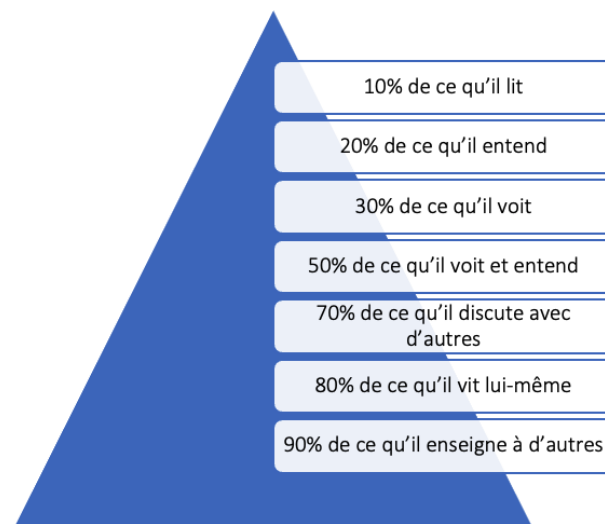 10% de ce qu’il lit
20% de ce qu’il entend
30% de ce qu’il voit
50% de ce qu’il voit et entend
70% de ce qu’il discute avec
d’autres
80% de ce qu’il vit lui-même
90% de ce qu’il enseigne à d’autres